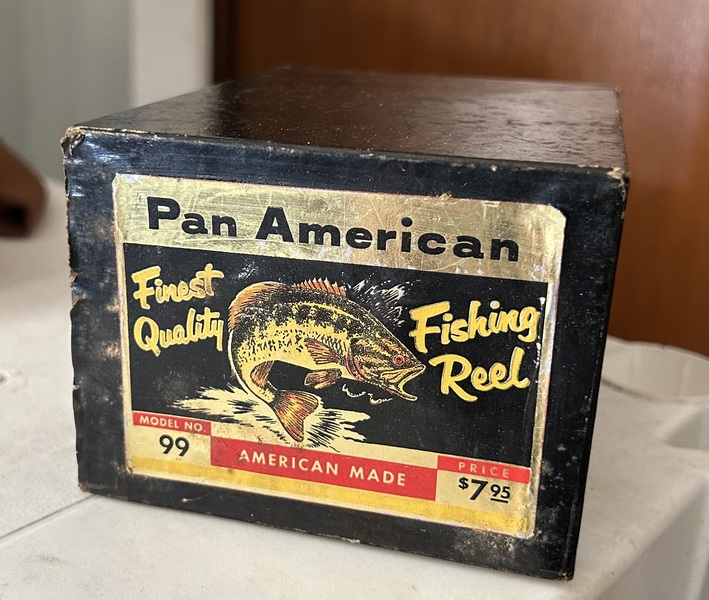 Pan American
Finest
Quality
Fishing
Reel
MODEL NO.
99
AMERICAN MADE
PRICE
$7 95